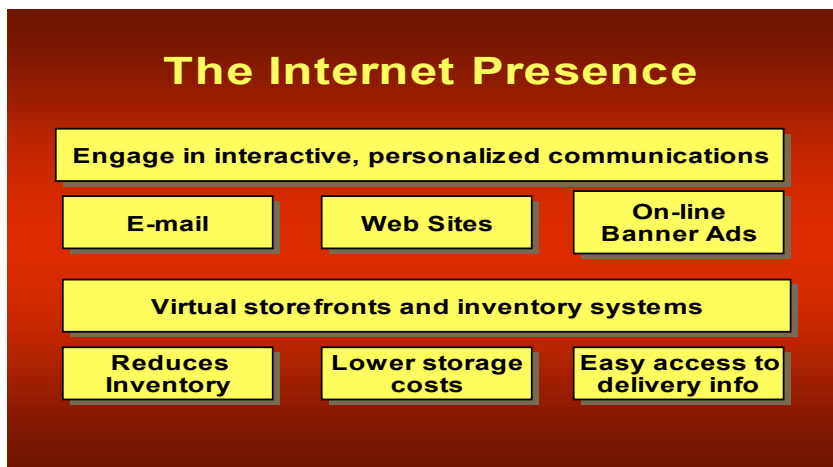 The Internet Presence
Engage in interactive, personalized communications
E-mail
Web Sites
On-line
Banner Ads
Virtual storefronts and inventory systems
Reduces
Inventory
Lower storage
costs
Easy access to
delivery info